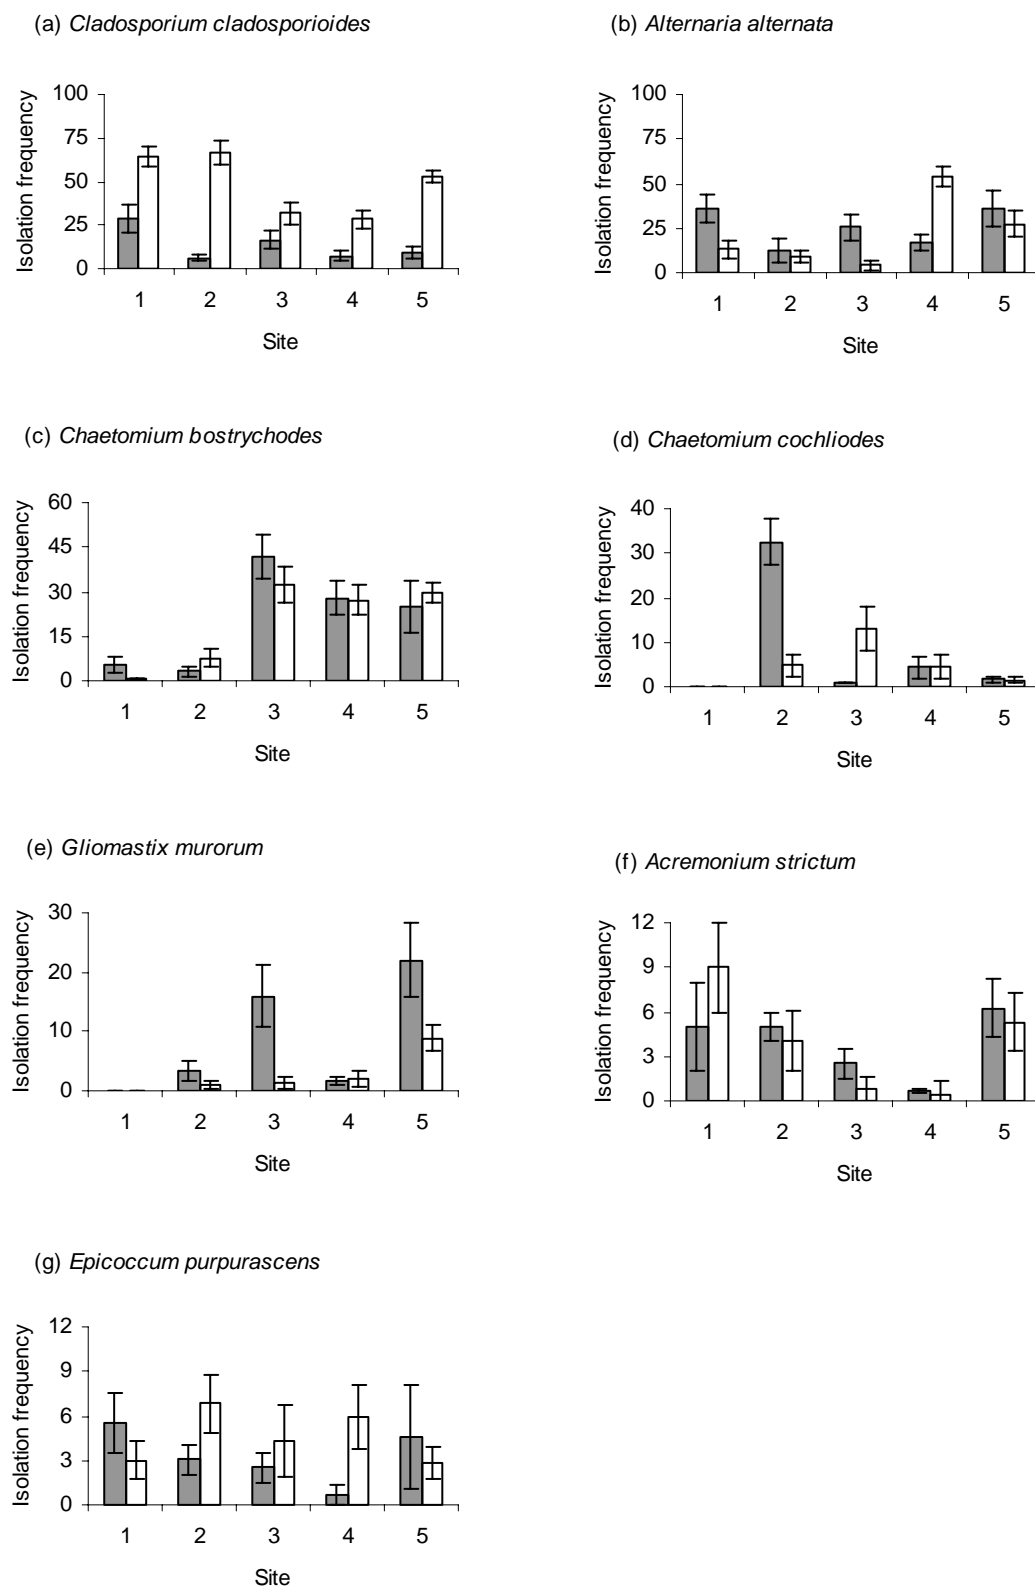 (a) Cladosporium cladosporioides
Isolation frequency
100
75
50
25
0
1 2 3 4 5
Site
(b) Alternaria alternata
Isolation frequency
100
75
50
25
0
1 2 3 4 5
Site
(c) Chaetomium bostrychodes
Isolation frequency
60
45
30
15
0
1 2 3 4 5
Site
(d) Chaetomium cochliodes
Isolation frequency
40
30
20
10
0
1 2 3 4 5
Site
(e) Gliomastix murorum
Isolation frequency
30
20
10
0
1 2 3 4 5
Site
(f) Acremonium strictum
Isolation frequency
12
9
6
3
0
1 2 3 4 5
Site
(g) Epicoccum purpurascens
Isolation frequency
12
9
6
3
0
1 2 3 4 5
Site